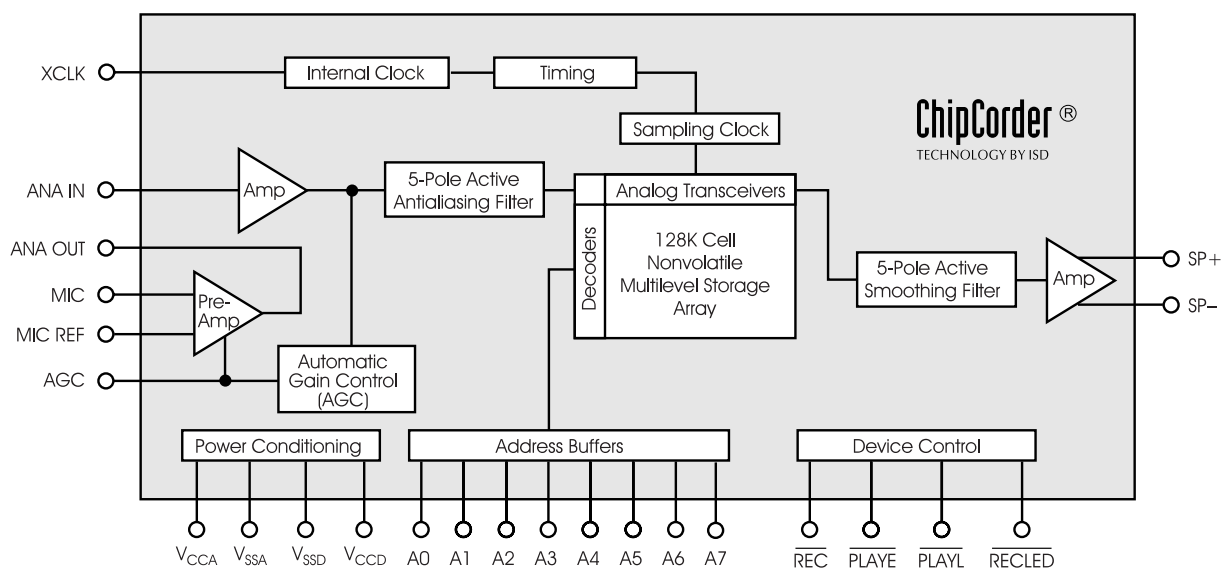 XCLK
Internal Clock
Timing
Sampling Clock
ChipCorder ®
TECHNOLOGY BY ISD
ANA IN
Amp
5-Pole Active
Antialiasing Filter
Analog Transceivers
Decoders
128K Cell
Nonvolatile
Multilevel Storage
Array
ANA OUT
MIC
MIC REF
AGC
Pre-
Amp
Automatic
Gain Control
(AGC)
5-Pole Active
Smoothing Filter
Amp
SP+
SP–
Power Conditioning
Address Buffers
Device Control
VCCA VSSA VSSD VCCD A0 A1 A2 A3 A4 A5 A6 A7 REC PLAYE PLAYL RECLED